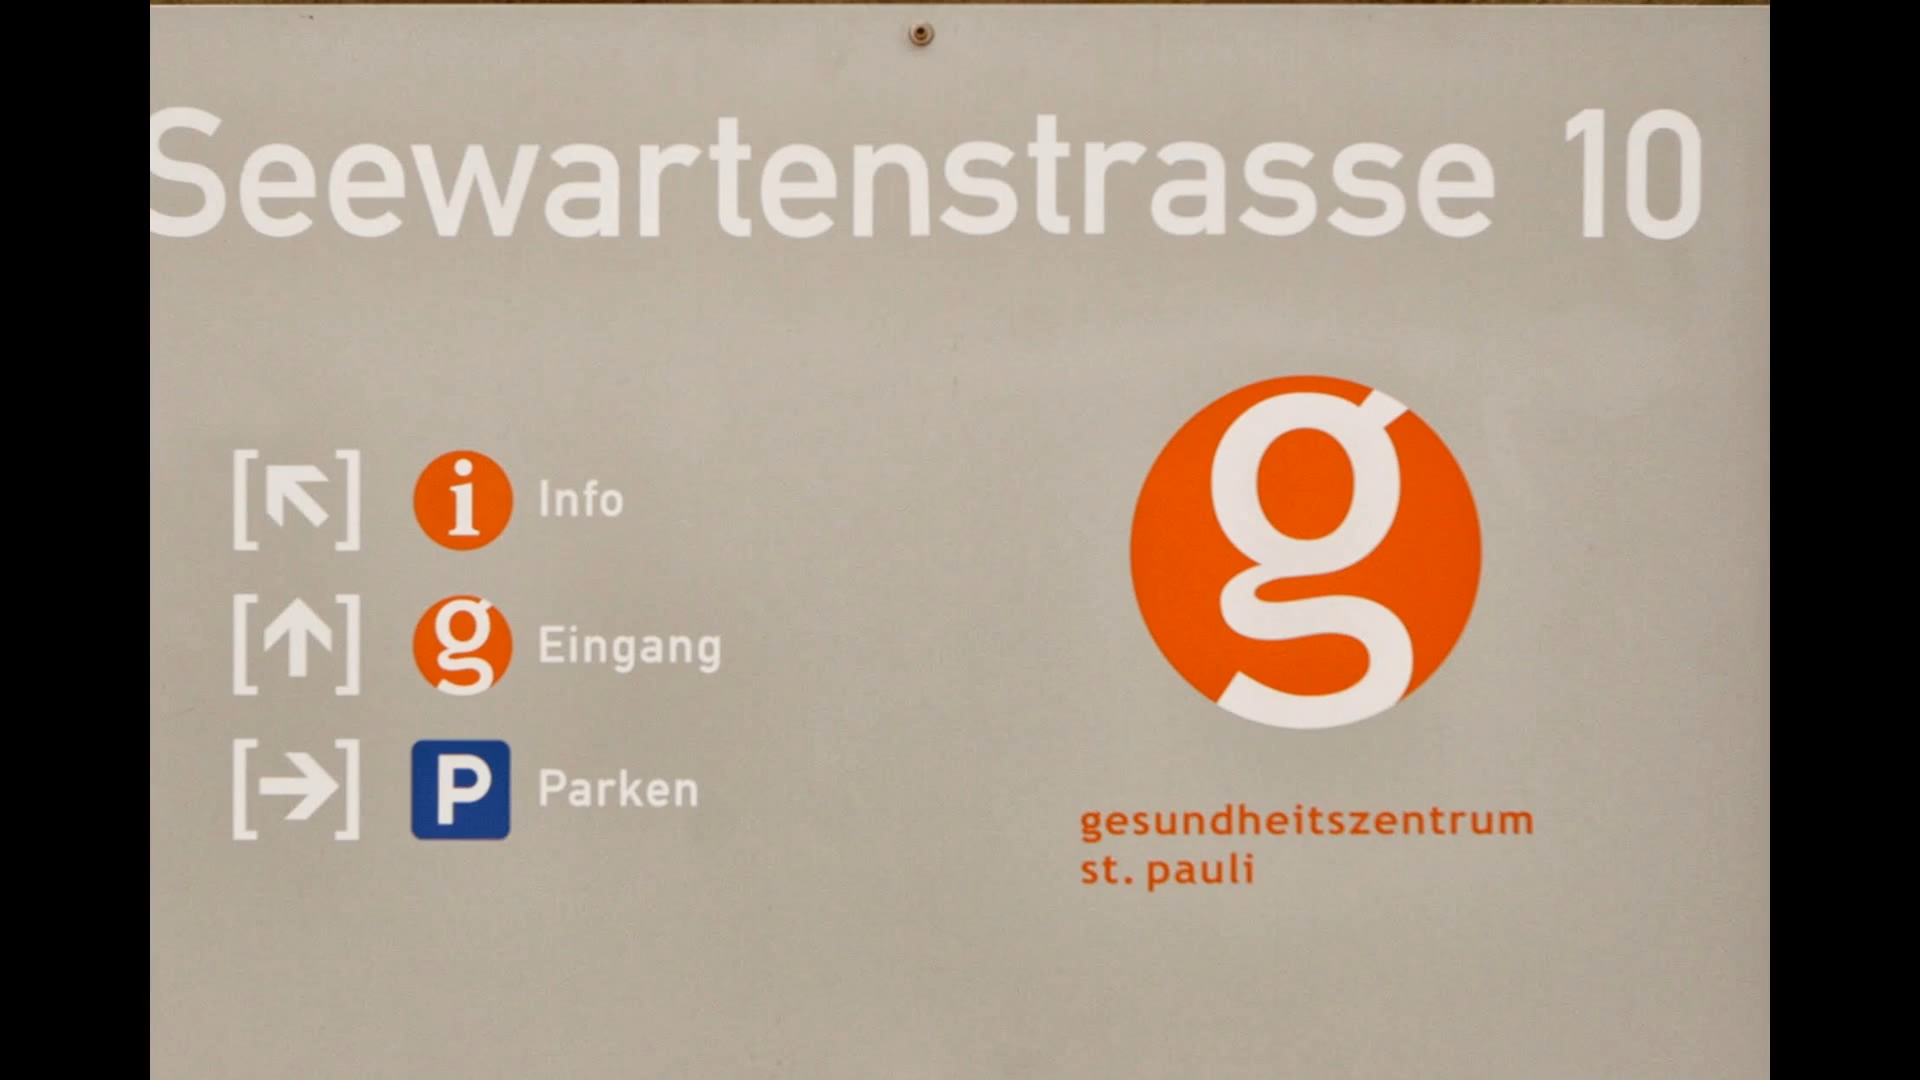 Seewartenstrasse 10
[↖] i Info
[↑] g Eingang
[→] P Parken
g
gesundheitszentrum
st. pauli